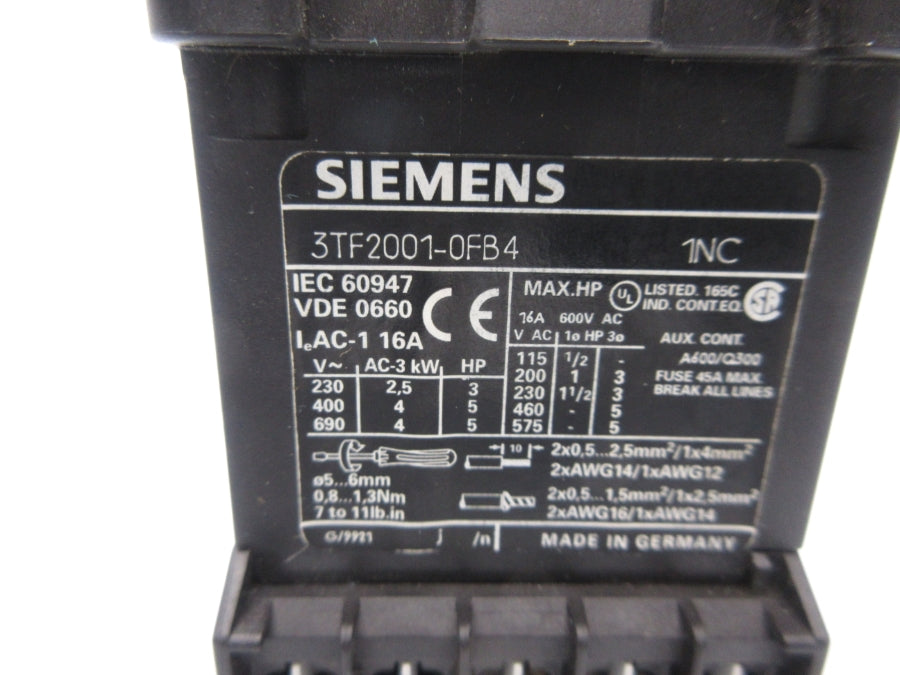 SIEMENS
3TF2001-0FB4 1NC
IEC 60947
VDE 0660
CE
IeAC-1 16A
V~ AC-3 kW HP
230 2,5 3
400 4 5
690 4 5
MAX.HP UL LISTED. 165C
IND. CONT.EQ. SA
16A 600V AC
V AC 1ø HP 3ø
115 1/2 -
200 1 3
230 1 1/2 3
460 - 5
575 - 5
AUX. CONT.
A600/Q300
FUSE 45A MAX.
BREAK ALL LINES
ø5...6mm
0,8...1,3Nm
7 to 11lb.in
10 2x0,5...2,5mm²/1x4mm²
2xAWG14/1xAWG12
2x0,5...1,5mm²/1x2,5mm²
2xAWG16/1xAWG14
G/9921 /n MADE IN GERMANY